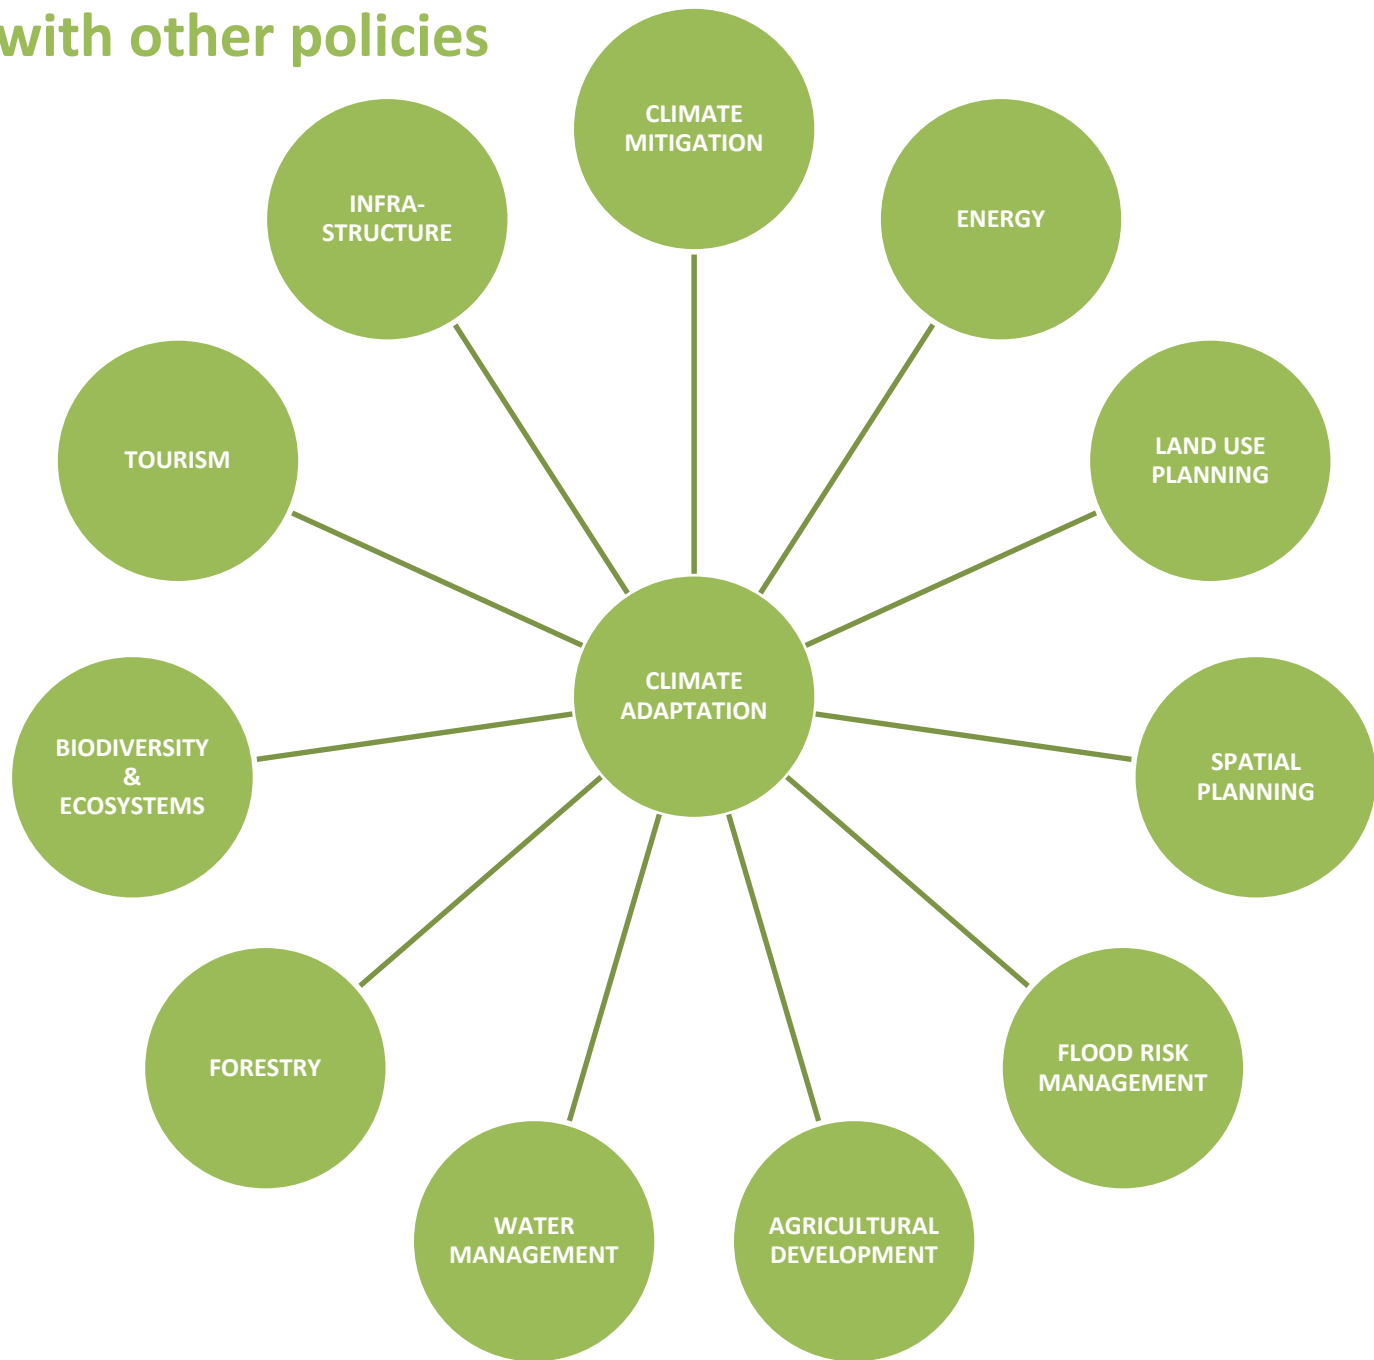 with other policies
CLIMATE
MITIGATION
INFRA-
STRUCTURE
ENERGY
TOURISM
LAND USE
PLANNING
CLIMATE
ADAPTATION
BIODIVERSITY
&
ECOSYSTEMS
SPATIAL
PLANNING
FORESTRY
FLOOD RISK
MANAGEMENT
WATER
MANAGEMENT
AGRICULTURAL
DEVELOPMENT